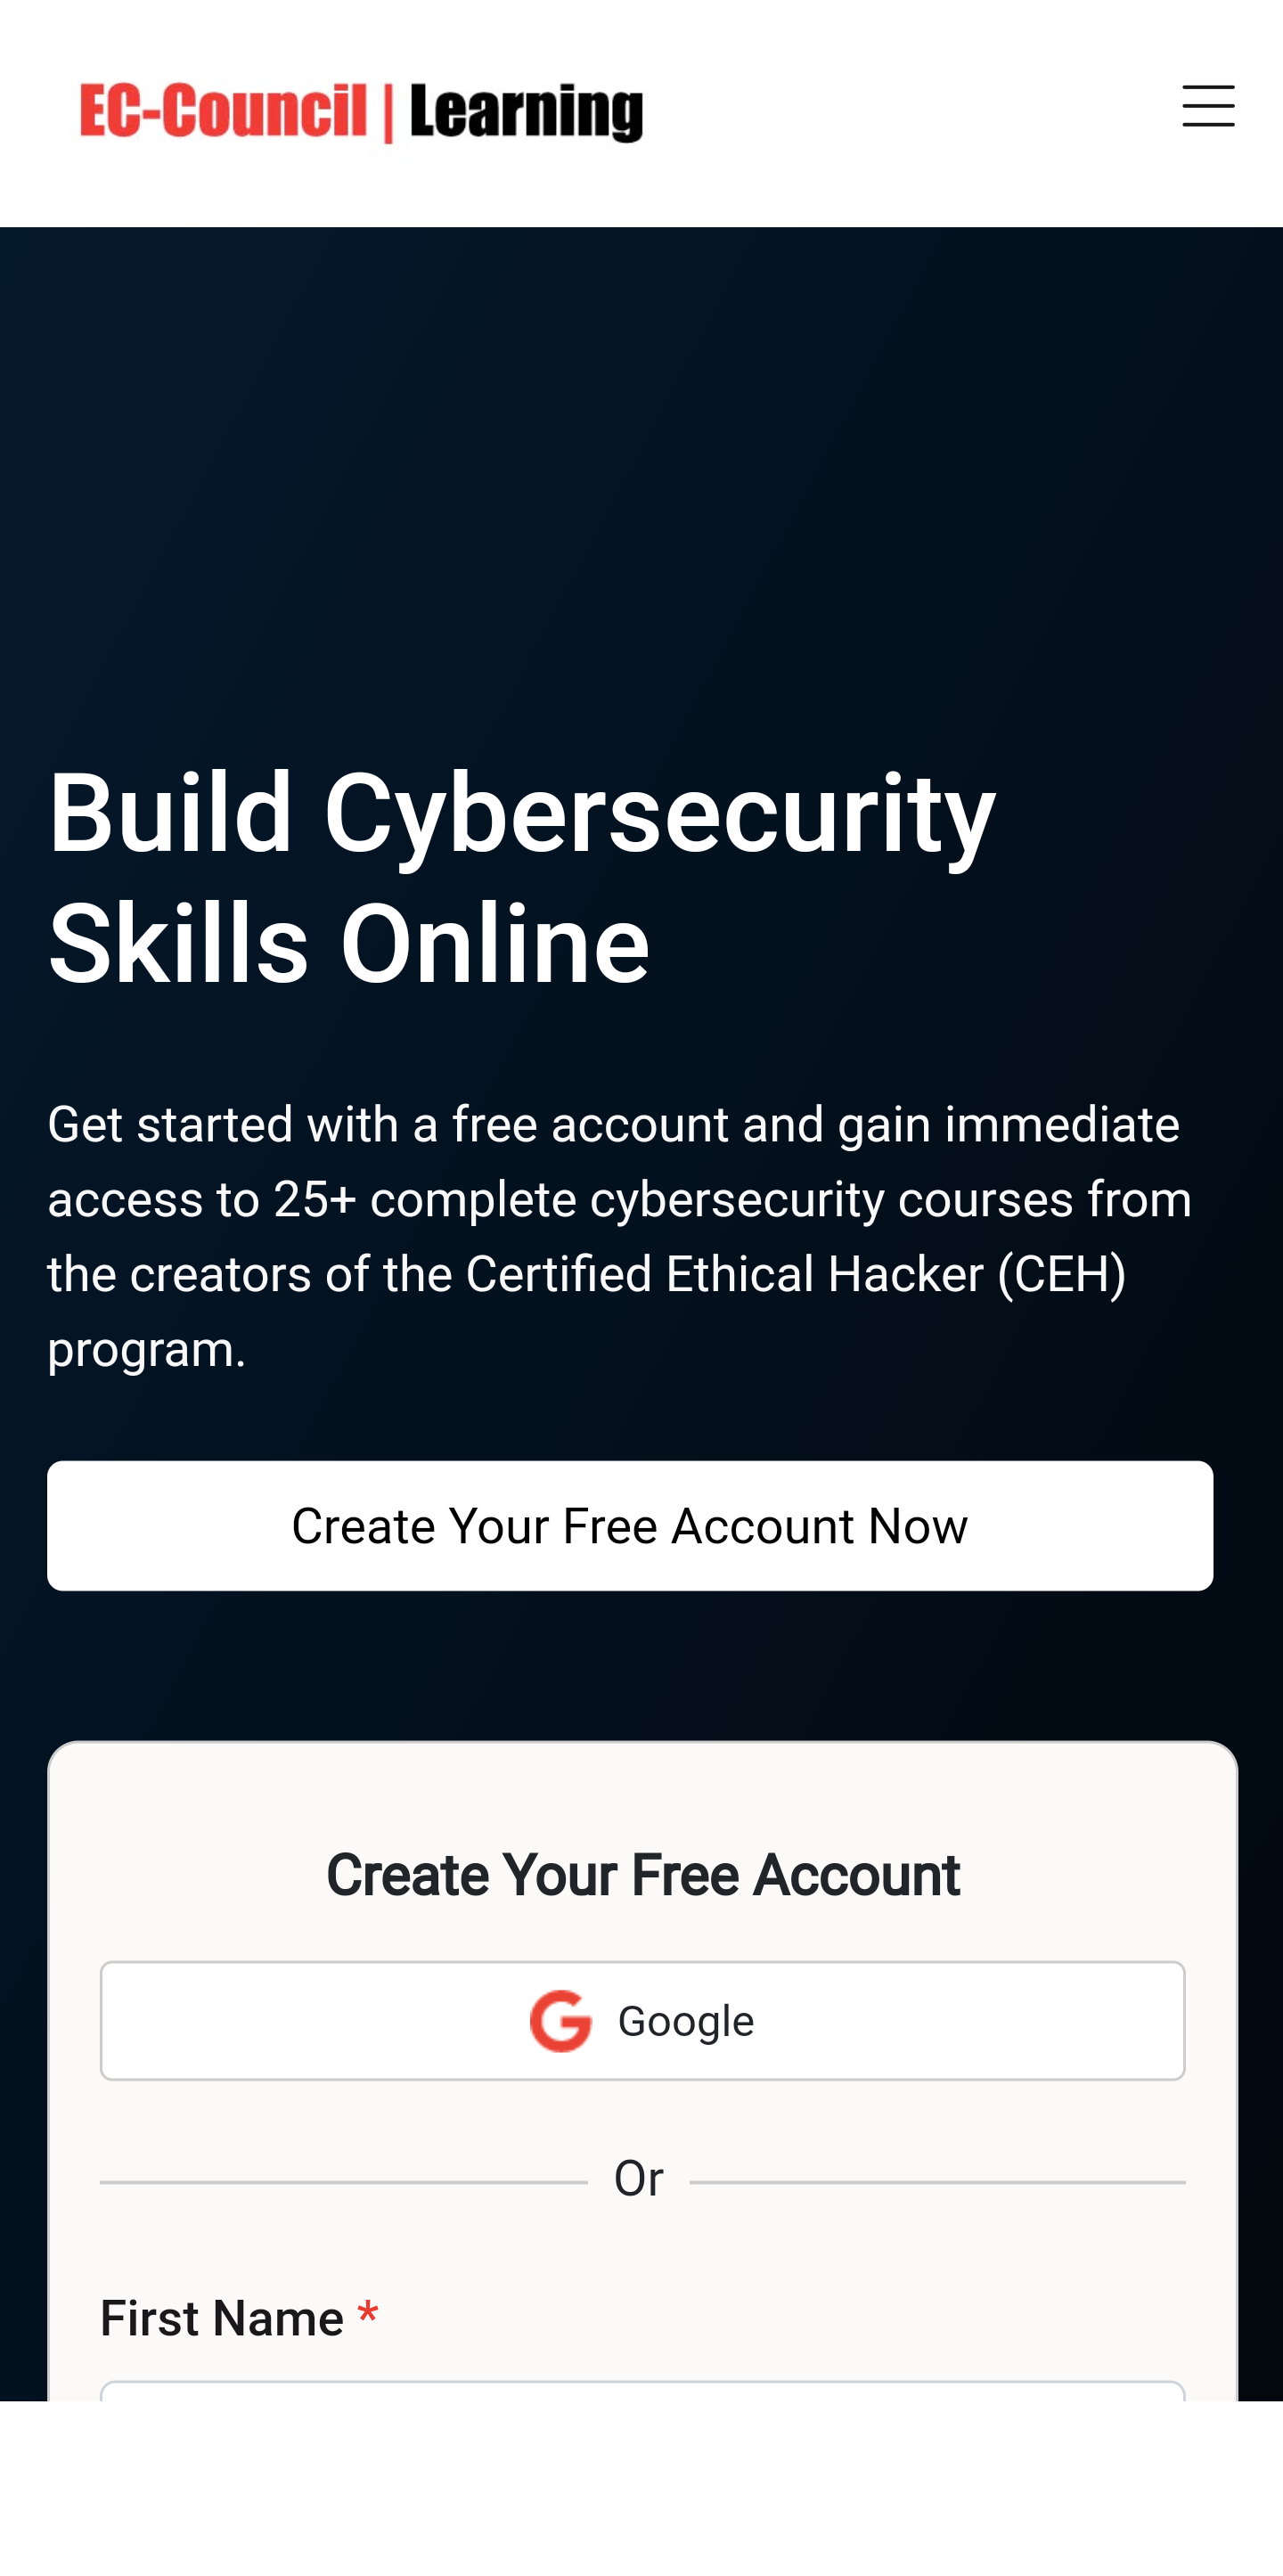 EC-Council | Learning
Build Cybersecurity
Skills Online
Get started with a free account and gain immediate
access to 25+ complete cybersecurity courses from
the creators of the Certified Ethical Hacker (CEH)
program.
Create Your Free Account Now
Create Your Free Account
Google
Or
First Name *